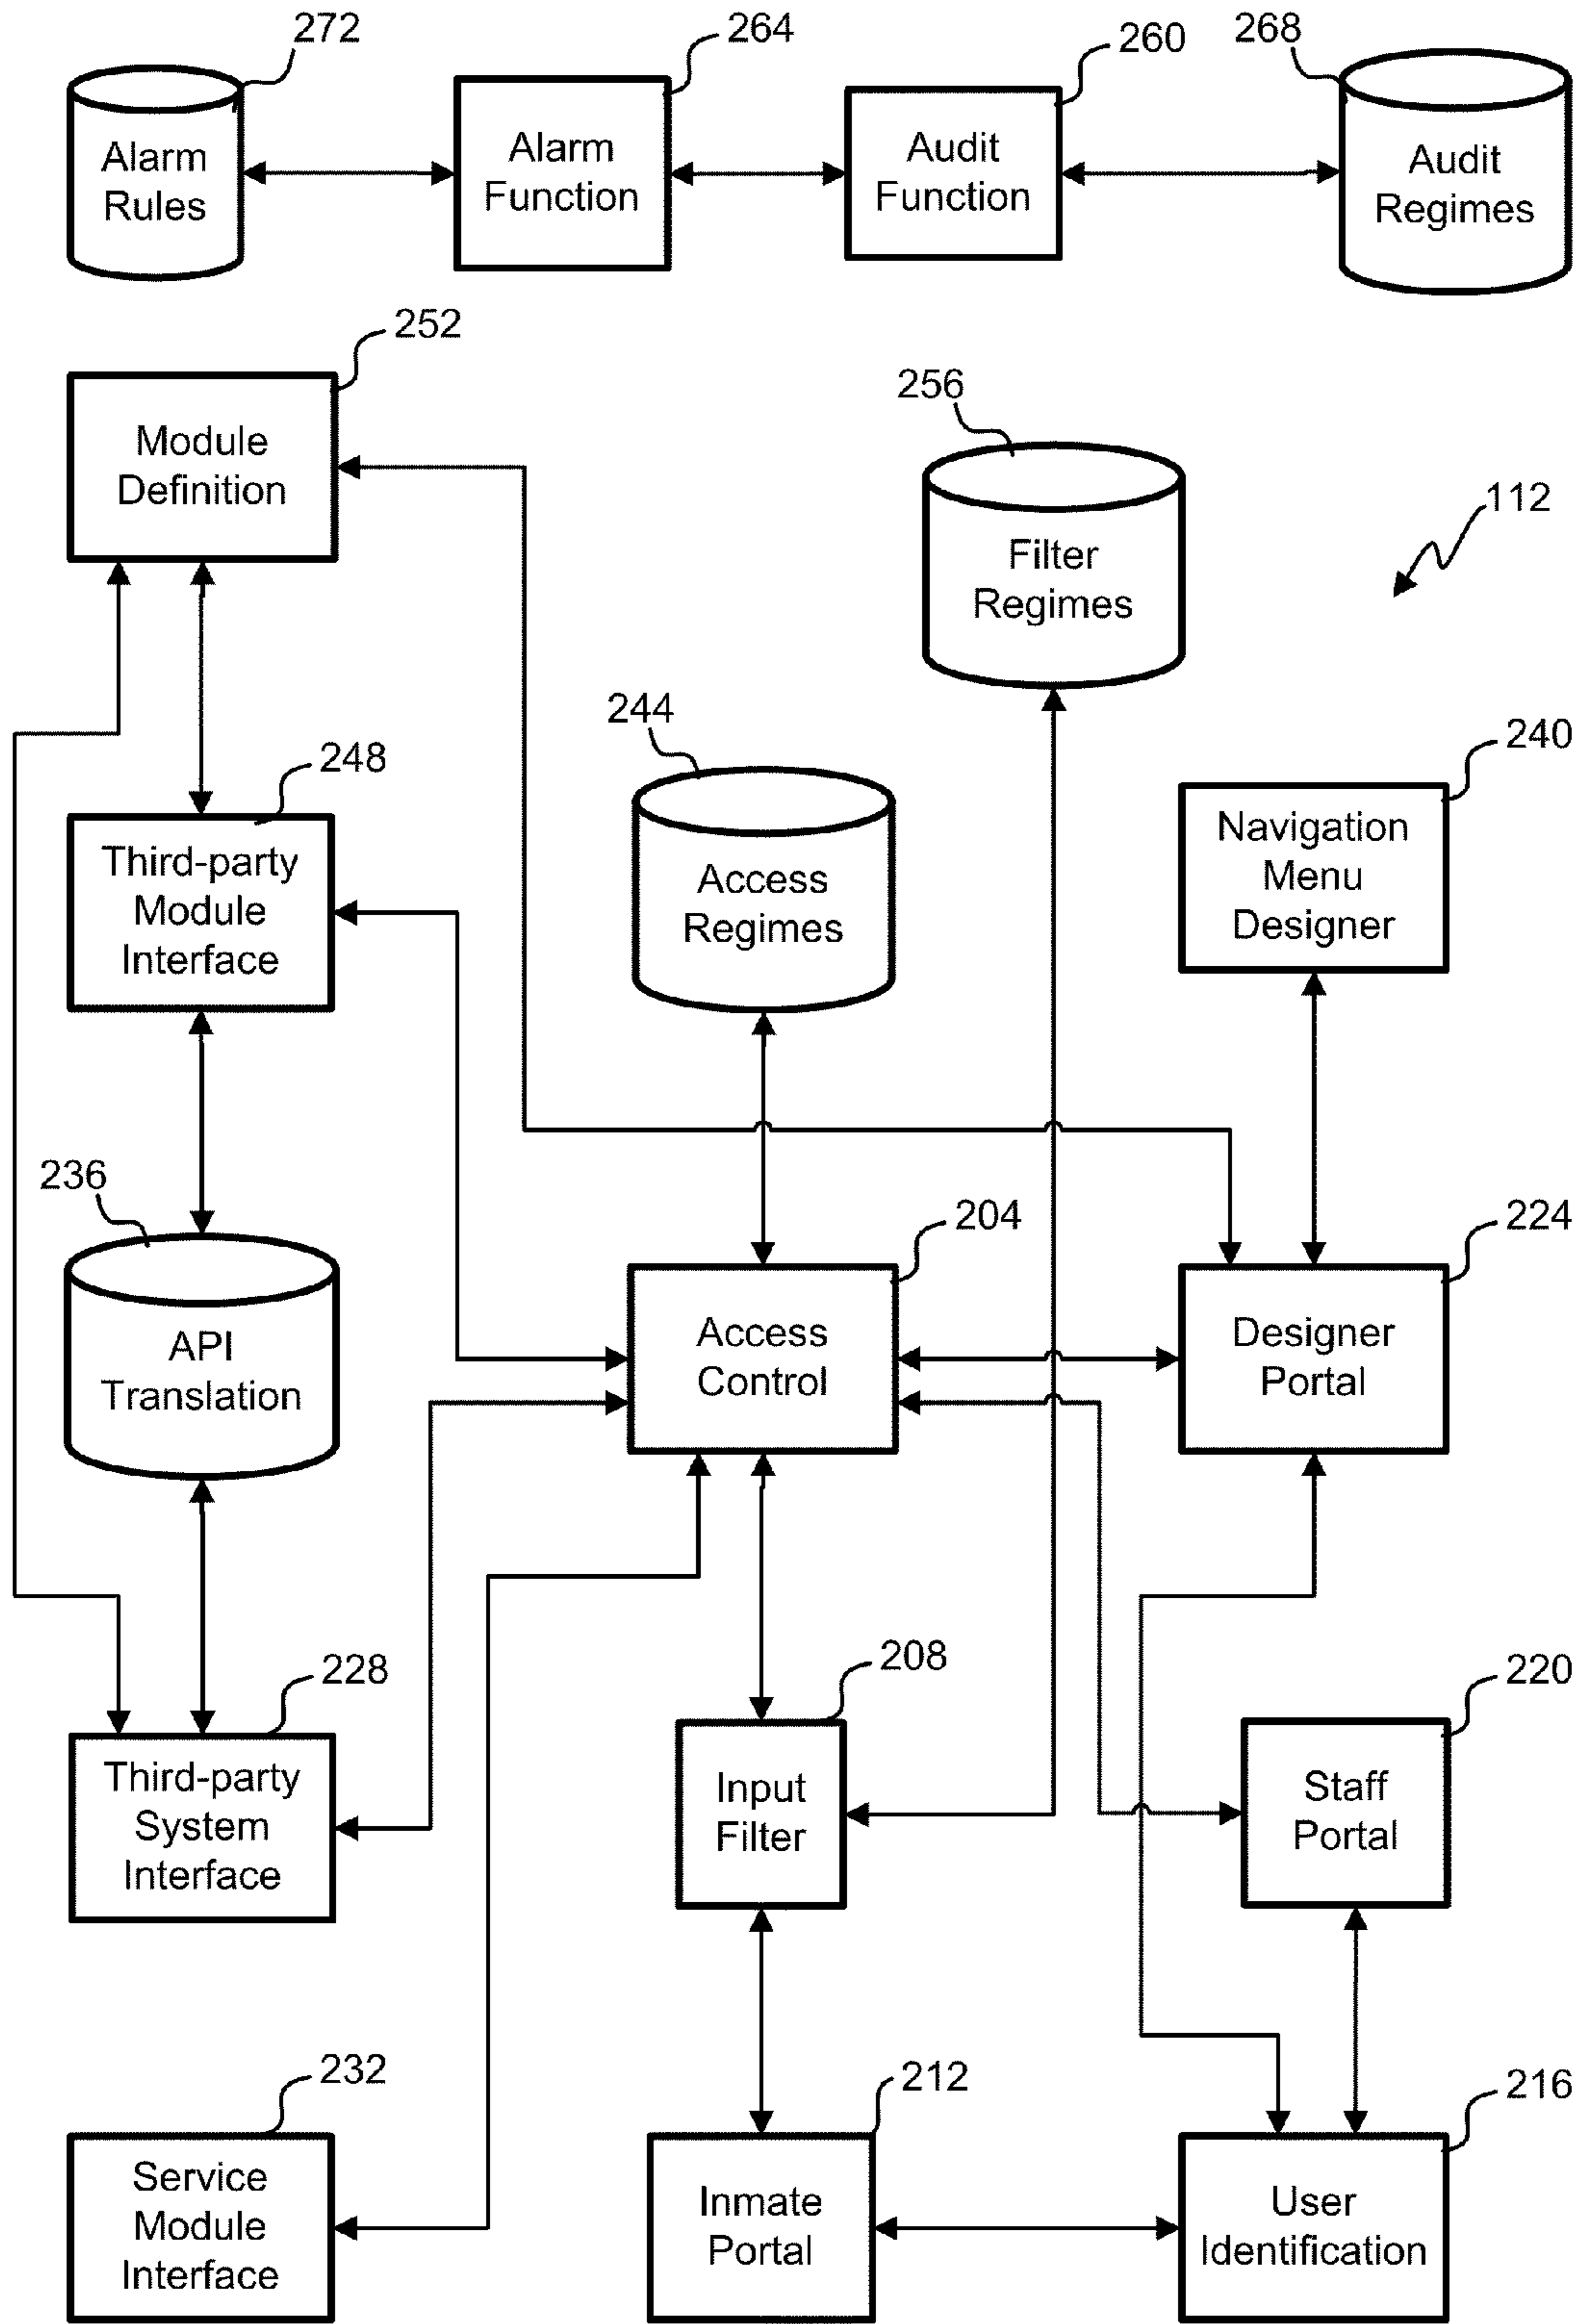 272
264
260
268
Alarm
Rules
Alarm
Function
Audit
Function
Audit
Regimes
252
Module
Definition
256
Filter
Regimes
112
244
Access
Regimes
240
Navigation
Menu
Designer
248
Third-party
Module
Interface
236
API
Translation
204
Access
Control
224
Designer
Portal
228
Third-party
System
Interface
208
Input
Filter
220
Staff
Portal
232
Service
Module
Interface
212
Inmate
Portal
216
User
Identification